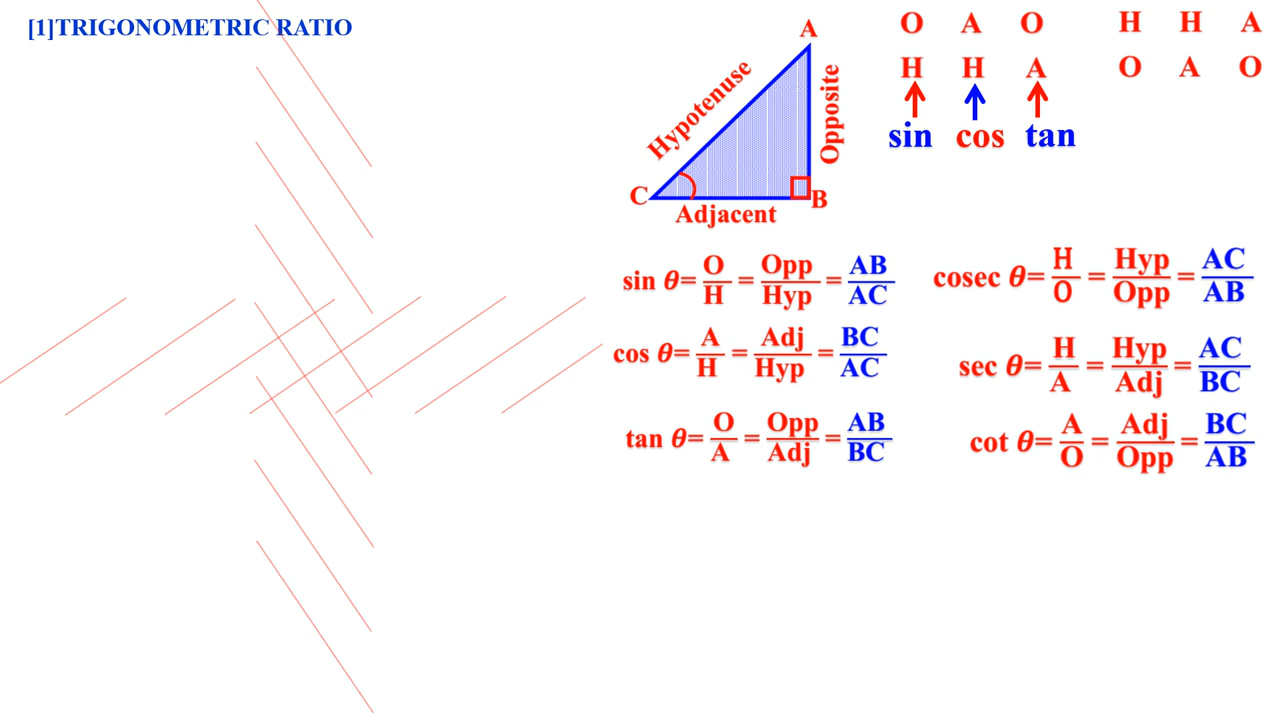 [1]TRIGONOMETRIC RATIO
A
Hypotenuse
Opposite
C
B
Adjacent
O A O H H A
H H A O A O
sin cos tan
sin θ= O/H = Opp/Hyp = AB/AC
cos θ= A/H = Adj/Hyp = BC/AC
tan θ= O/A = Opp/Adj = AB/BC
cosec θ= H/O = Hyp/Opp = AC/AB
sec θ= H/A = Hyp/Adj = AC/BC
cot θ= A/O = Adj/Opp = BC/AB